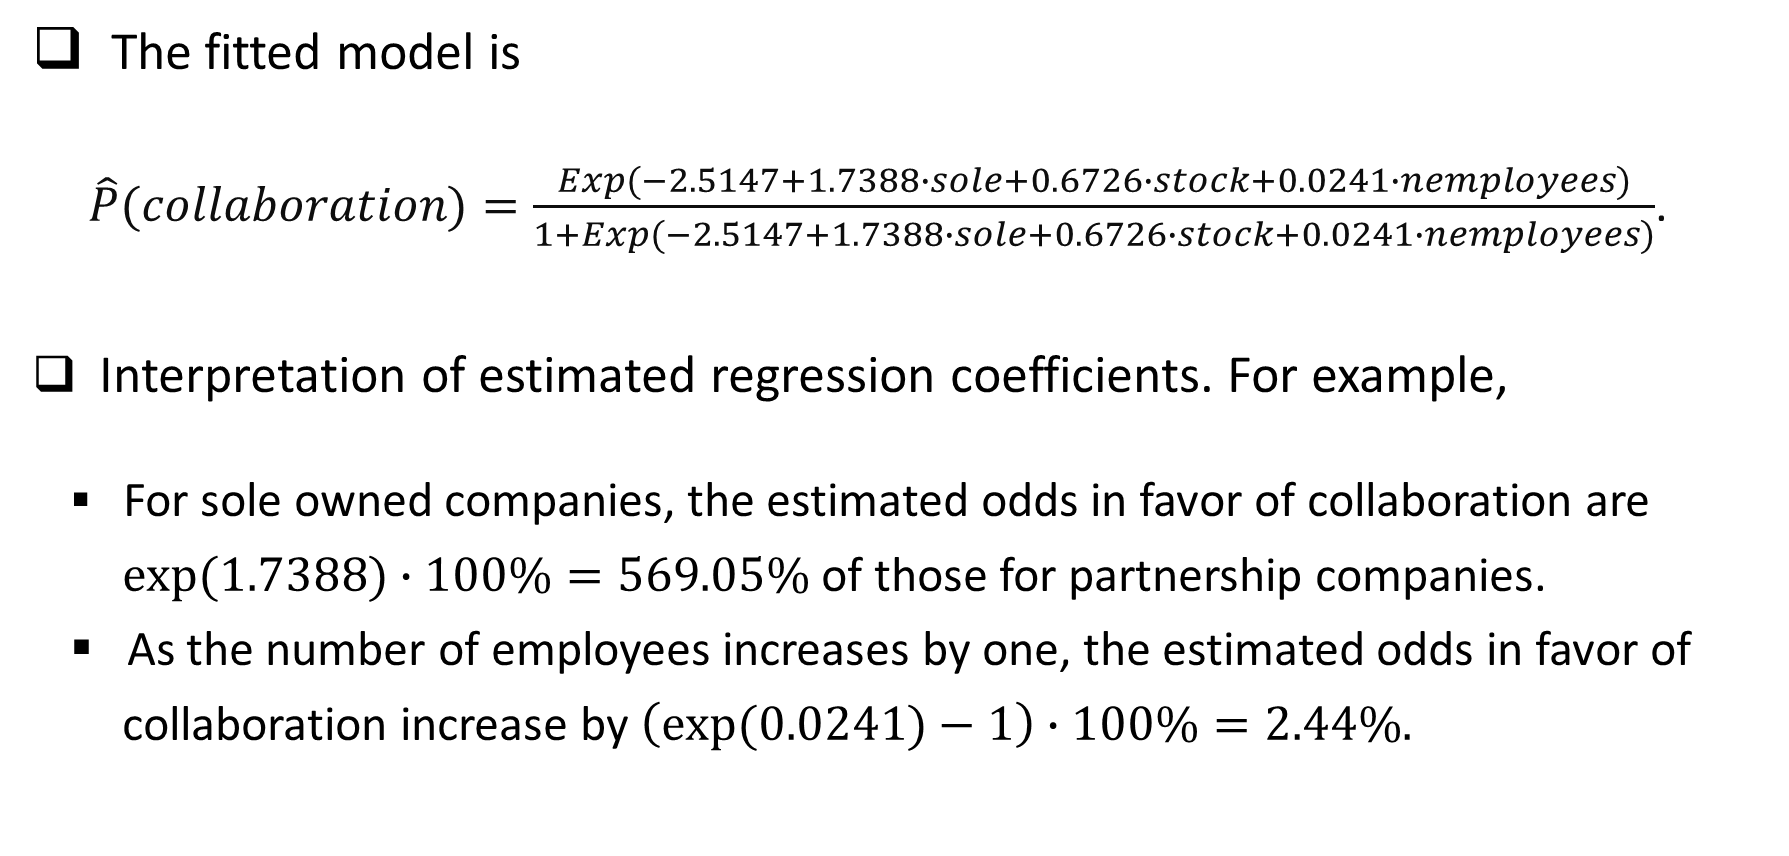 ❑ The fitted model is
P̂(collaboration) = Exp(−2.5147+1.7388·sole+0.6726·stock+0.0241·nemployees)
1+Exp(−2.5147+1.7388·sole+0.6726·stock+0.0241·nemployees).
❑ Interpretation of estimated regression coefficients. For example,
▪ For sole owned companies, the estimated odds in favor of collaboration are
exp(1.7388) · 100% = 569.05% of those for partnership companies.
▪ As the number of employees increases by one, the estimated odds in favor of
collaboration increase by (exp(0.0241) − 1) · 100% = 2.44%.